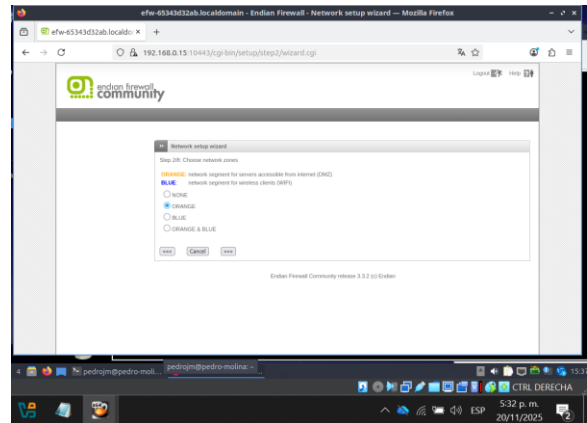 efw-65343d32ab.localdomain - Endian Firewall - Network setup wizard — Mozilla Firefox
efw-65343d32ab.localdo
192.168.0.15:10443/cgi-bin/setup/step2/wizard.cgi
Logout Help
endian firewall
community
Network setup wizard
Step 2/8: Choose network zones
ORANGE: network segment for servers accessible from internet (DMZ)
BLUE: network segment for wireless clients (WIFI)
NONE
ORANGE
BLUE
ORANGE & BLUE
<<< Cancel >>>
Endian Firewall Community release 3.3.2 (c) Endian
4 pedrojm@pedro-moli... pedrojm@pedro-molina: ~ 15:37
CTRL DERECHA
ESP 5:32 p. m.
20/11/2025
2